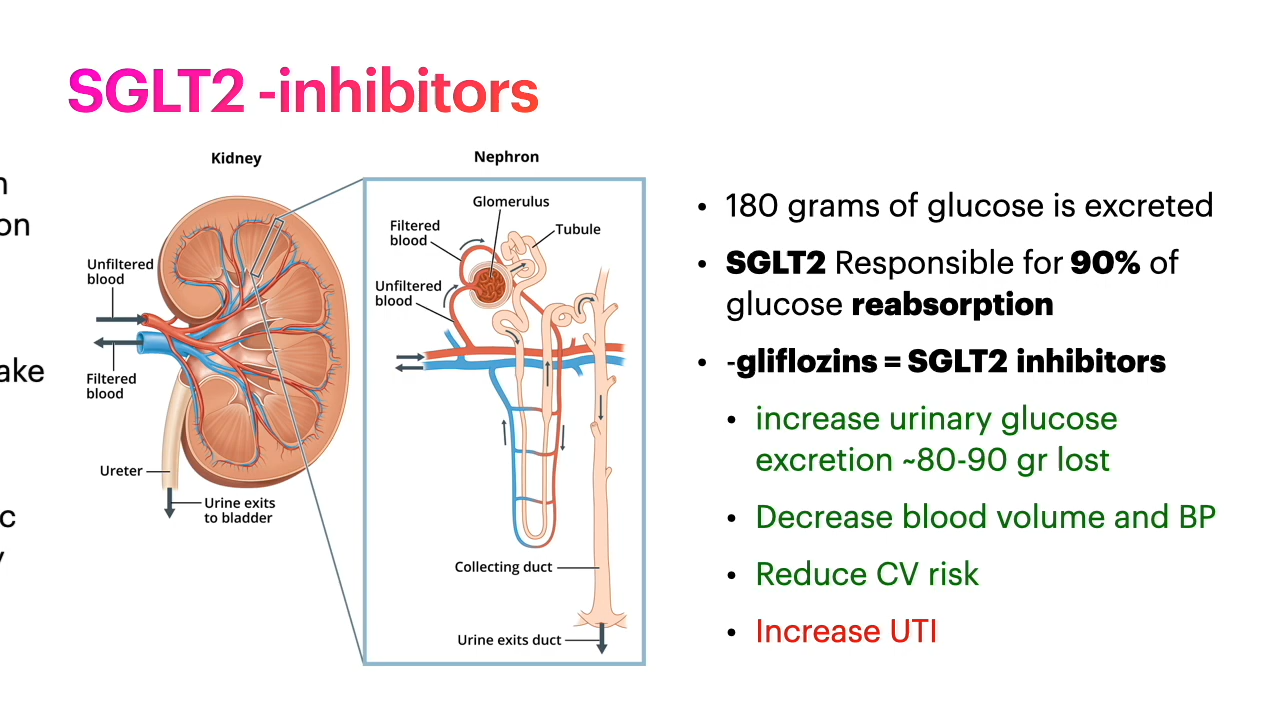 SGLT2 -inhibitors
Kidney
Unfiltered
blood
Filtered
blood
Ureter
Urine exits
to bladder
Nephron
Glomerulus
Filtered
blood
Tubule
Unfiltered
blood
Collecting duct
Urine exits duct
• 180 grams of glucose is excreted
• SGLT2 Responsible for 90% of
glucose reabsorption
• -gliflozins = SGLT2 inhibitors
• increase urinary glucose
excretion ~80-90 gr lost
• Decrease blood volume and BP
• Reduce CV risk
• Increase UTI